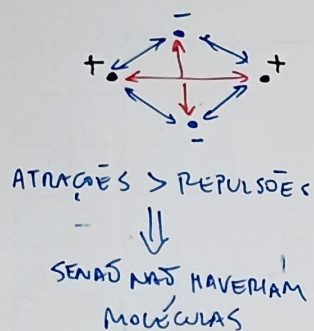 −
+ +
−
ATRAÇÕES > REPULSÕES
⇓
SENÃO NÃO HAVERIAM
MOLÉCULAS